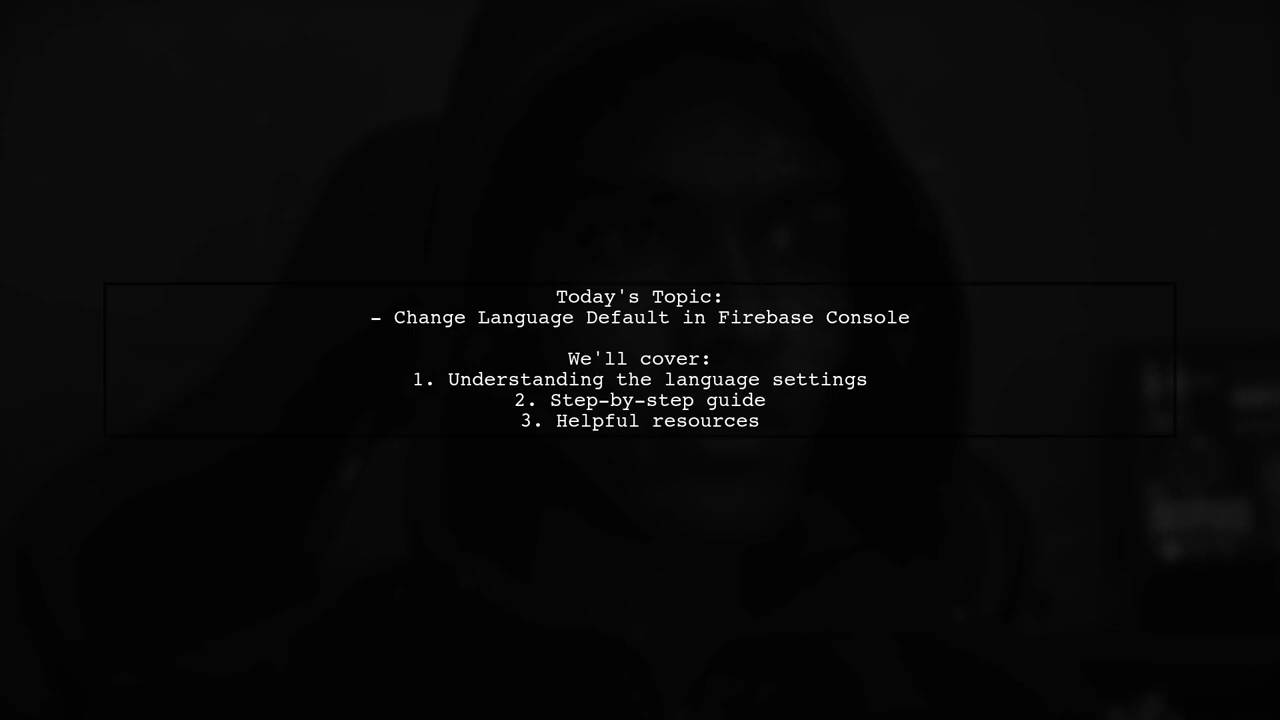 Today's Topic:
- Change Language Default in Firebase Console
We'll cover:
1. Understanding the language settings
2. Step-by-step guide
3. Helpful resources